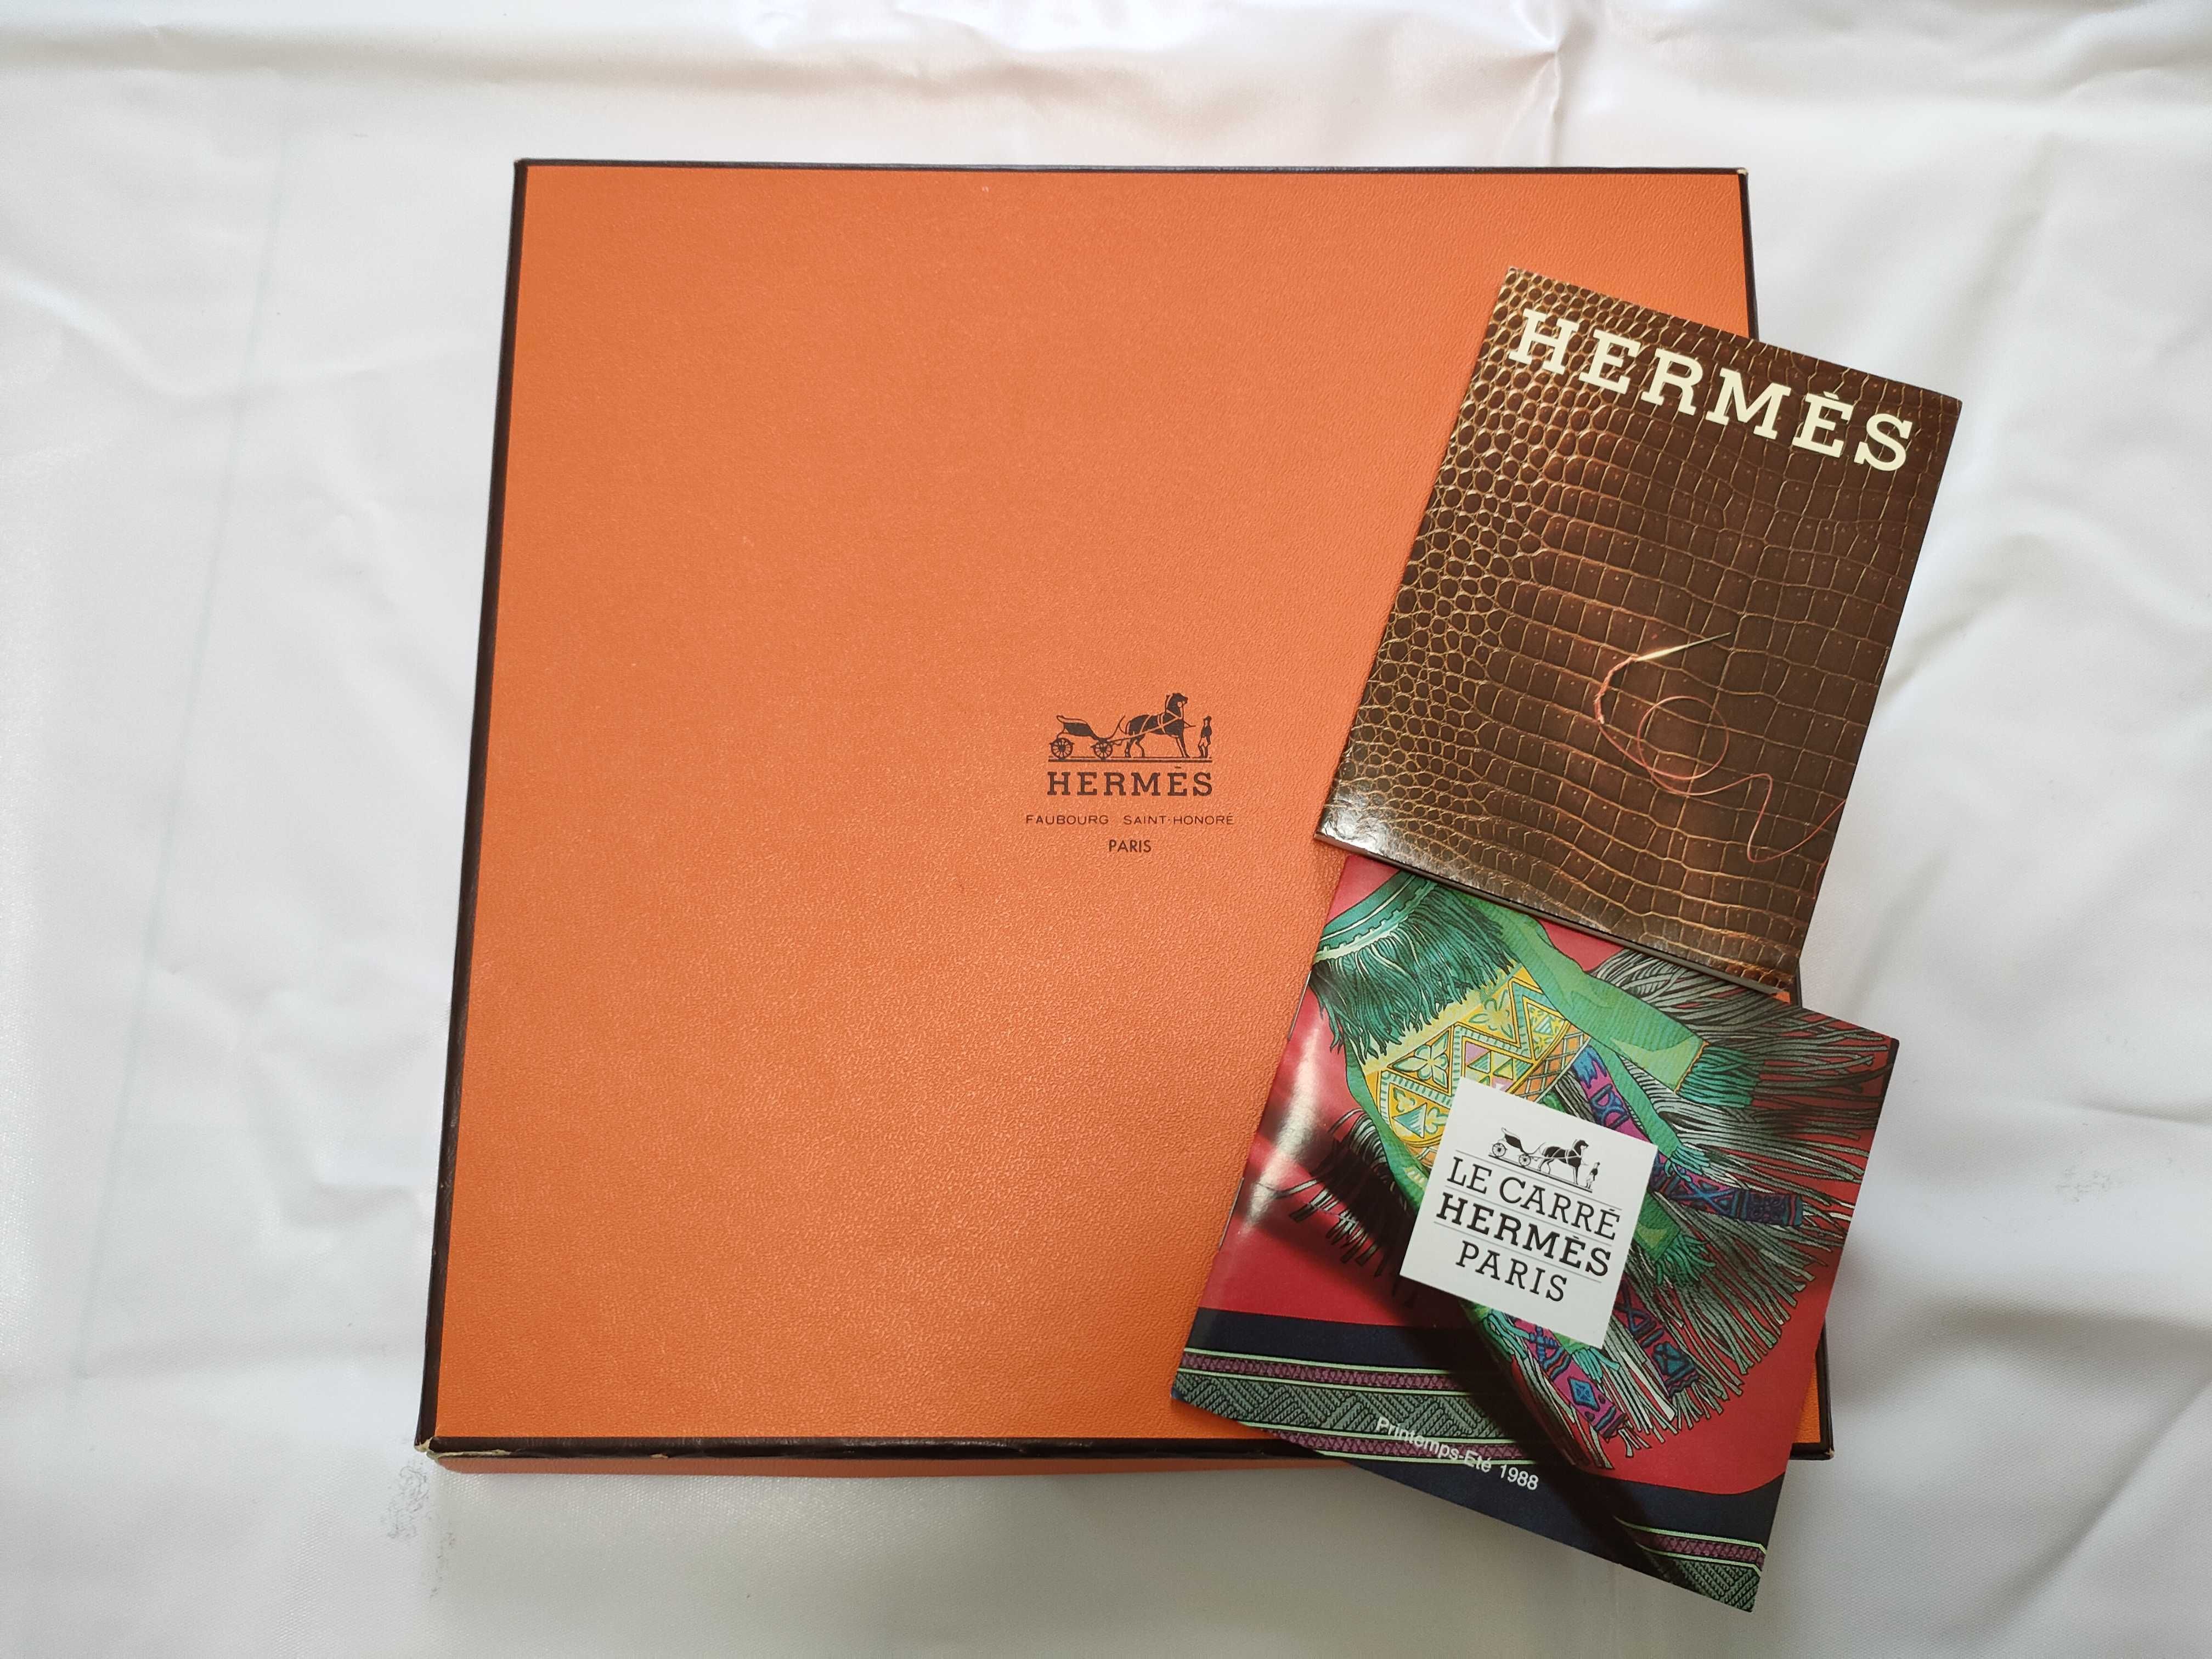 HERMÈS
FAUBOURG SAINT-HONORÉ
PARIS
HERMÈS
LE CARRÉ
HERMÈS
PARIS
Printemps-Eté 1988